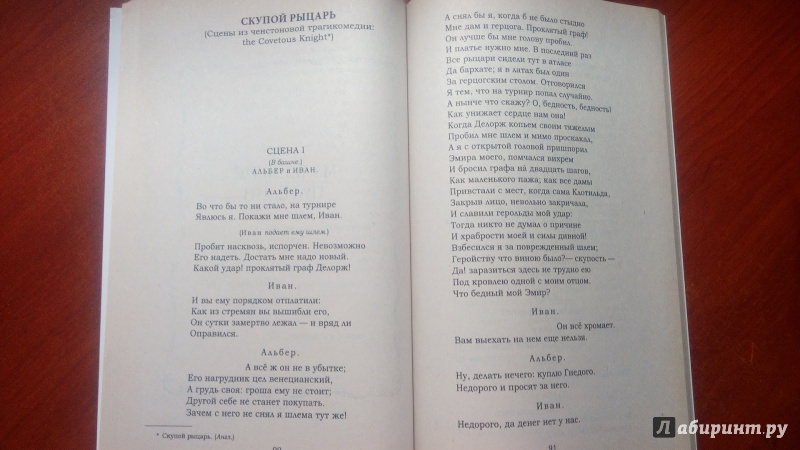 СКУПОЙ РЫЦАРЬ
(Сцены из ченстоновой трагикомедии:
the Covetous Knight*)
СЦЕНА I
(В башне.)
АЛЬБЕР и ИВАН.
Альбер.
Во что бы то ни стало, на турнире
Явлюсь я. Покажи мне шлем, Иван.
(Иван подает ему шлем.)
Пробит насквозь, испорчен. Невозможно
Его надеть. Достать мне надо новый.
Какой удар! проклятый граф Делорж!
Иван.
И вы ему порядком отплатили:
Как из стремян вы вышибли его,
Он сутки замертво лежал — и вряд ли
Оправился.
Альбер.
А всё ж он не в убытке;
Его нагрудник цел венецианский,
А грудь своя: гроша ему не стоит;
Другой себе не станет покупать.
Зачем с него не снял я шлема тут же!
* Скупой рыцарь. (Англ.)
90
А снял бы я, когда б не было стыдно
Мне дам и герцога. Проклятый граф!
Он лучше бы мне голову пробил.
И платье нужно мне. В последний раз
Все рыцари сидели тут в атласе
Да бархате; я в латах был один
За герцогским столом. Отговорился
Я тем, что на турнир попал случайно.
А нынче что скажу? О, бедность, бедность!
Как унижает сердце нам она!
Когда Делорж копьем своим тяжелым
Пробил мне шлем и мимо проскакал,
А я с открытой головой пришпорил
Эмира моего, помчался вихрем
И бросил графа на двадцать шагов,
Как маленького пажа; как все дамы
Привстали с мест, когда сама Клотильда,
Закрыв лицо, невольно закричала,
И славили герольды мой удар:
Тогда никто не думал о причине
И храбрости моей и силы дивной!
Взбесился я за поврежденный шлем;
Геройству что виною было? — скупость —
Да! заразиться здесь не трудно ею
Под кровлею одной с моим отцом.
Что бедный мой Эмир?
Иван.
Он всё хромает.
Вам выехать на нем еще нельзя.
Альбер.
Ну, делать нечего: куплю Гнедого.
Недорого и просят за него.
Иван.
Недорого, да денег нет у нас.
91
Лабиринт.ру